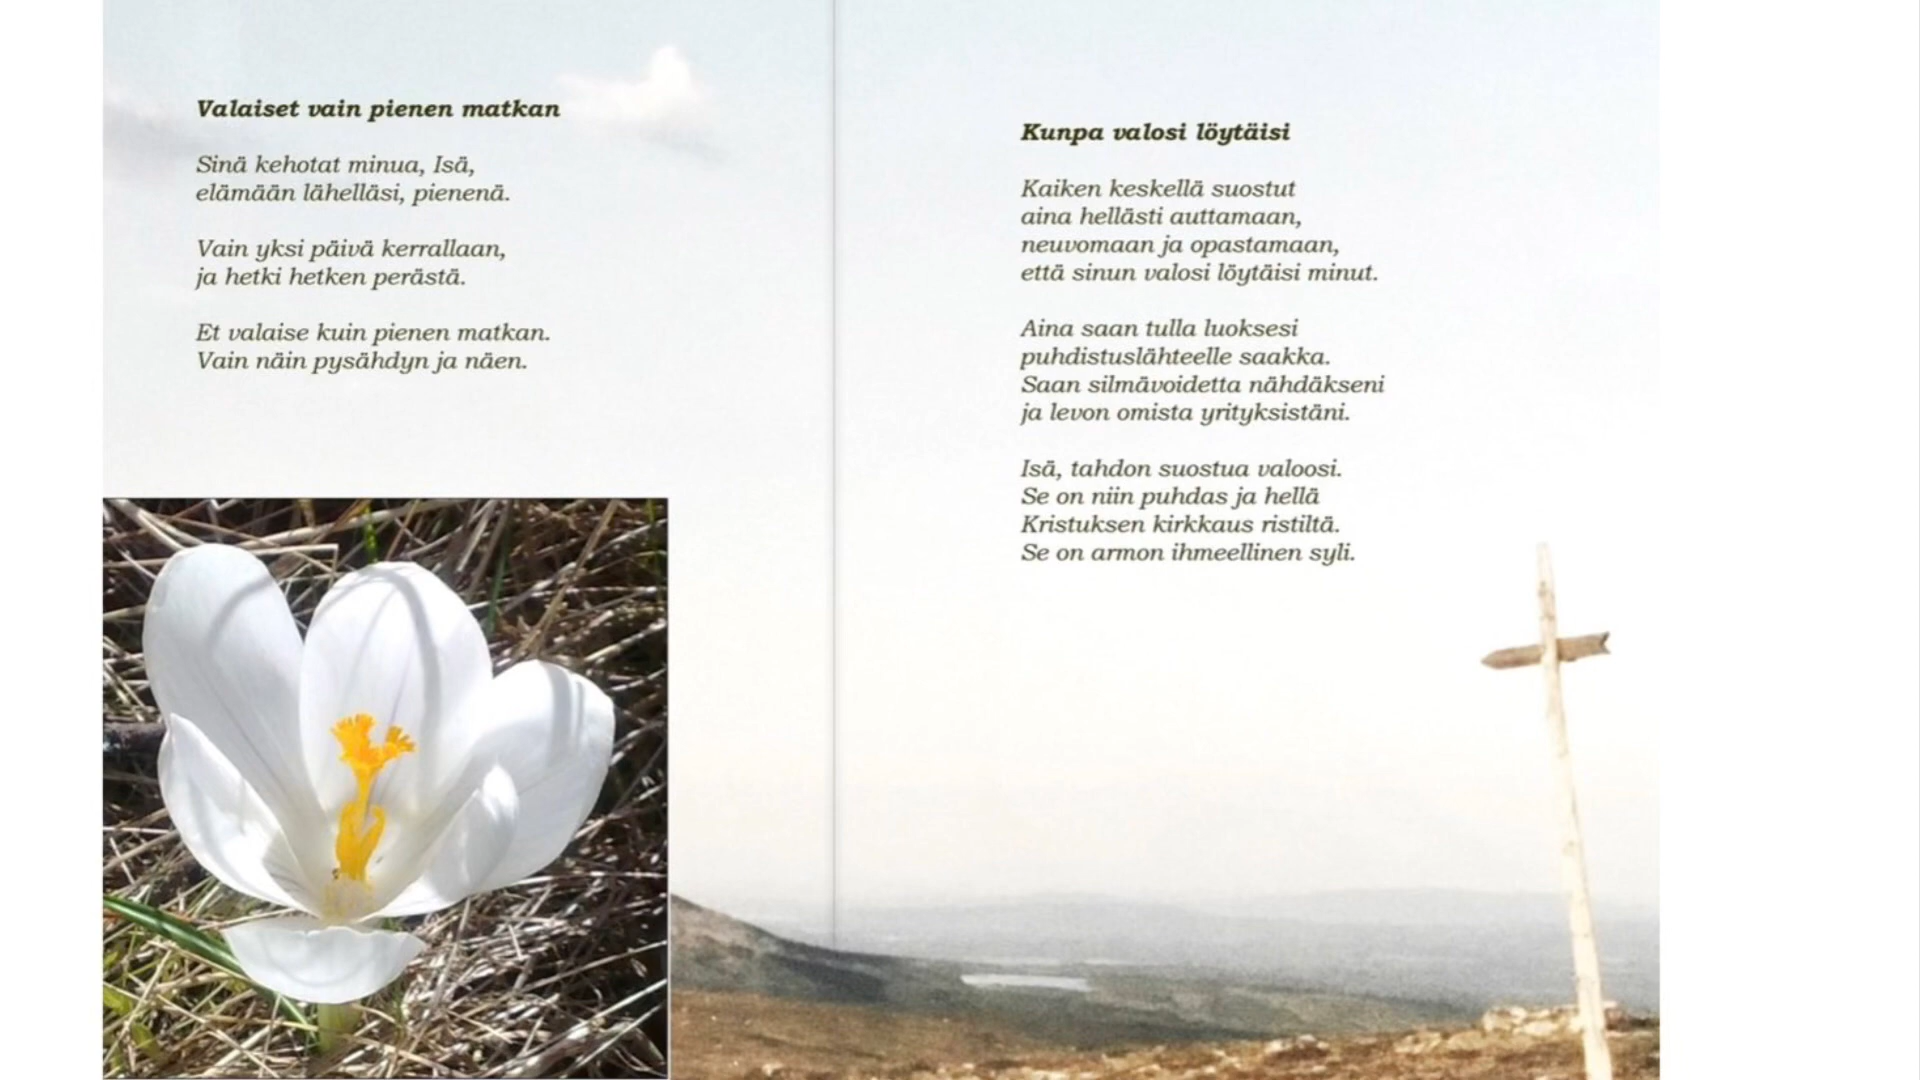 Valaiset vain pienen matkan
Sinä kehotat minua, Isä,
elämään lähelläsi, pienenä.
Vain yksi päivä kerrallaan,
ja hetki hetken perästä.
Et valaise kuin pienen matkan.
Vain näin pysähdyn ja näen.
Kunpa valosi löytäisi
Kaiken keskellä suostut
aina hellästi auttamaan,
neuvomaan ja opastamaan,
että sinun valosi löytäisi minut.
Aina saan tulla luoksesi
puhdistuslähteelle saakka.
Saan silmävoidetta nähdäkseni
ja levon omista yrityksistäni.
Isä, tahdon suostua valoosi.
Se on niin puhdas ja hellä
Kristuksen kirkkaus ristiltä.
Se on armon ihmeellinen syli.